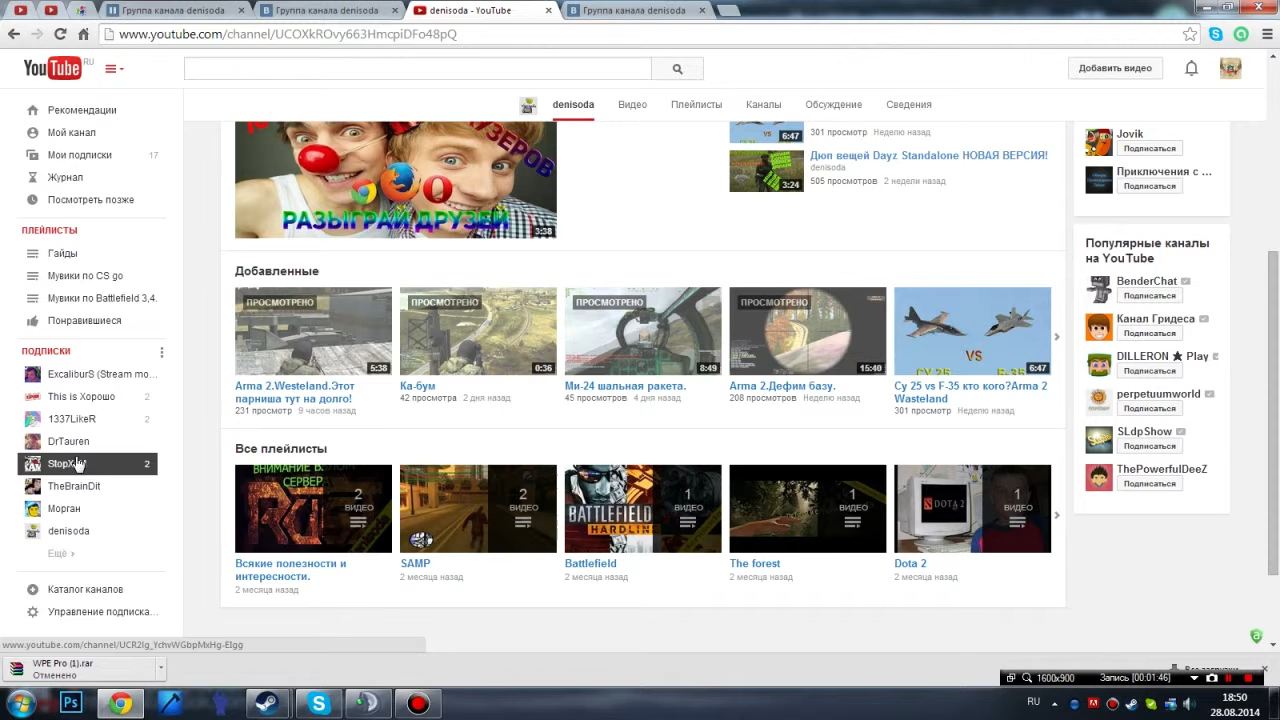 Группа канала denisoda
Группа канала denisoda
denisoda - YouTube
Группа канала denisoda
www.youtube.com/channel/UCOXkROvy663HmcpiDFo48pQ
YouTube RU
Добавить видео
denisoda
Видео
Плейлисты
Каналы
Обсуждение
Сведения
Рекомендации
Мой канал
Мои подписки 17
Журнал
Посмотреть позже
ПЛЕЙЛИСТЫ
Гайды
Мувики по CS go
Мувики по Battlefield 3,4.
Понравившиеся
ПОДПИСКИ
ExcaliburS (Stream mo...
This is Хорошо 2
1337LikeR 2
DrTauren
2
TheBrainDit
Морган
denisoda
Ещё ›
Каталог каналов
Управление подписка...
РАЗЫГРАЙ ДРУЗЕЙ
3:38
6:47
301 просмотр Неделю назад
3:24
Дюп вещей Dayz Standalone НОВАЯ ВЕРСИЯ!
denisoda
505 просмотров 2 недели назад
Добавленные
ПРОСМОТРЕНО
5:38
Arma 2.Westeland.Этот
парниша тут на долго!
231 просмотр 9 часов назад
ПРОСМОТРЕНО
0:36
Ка-бум
42 просмотра 2 дня назад
ПРОСМОТРЕНО
8:49
Ми-24 шальная ракета.
45 просмотров 4 дня назад
ПРОСМОТРЕНО
15:40
Arma 2.Дефим базу.
208 просмотров Неделю назад
VS
6:47
Су 25 vs F-35 кто кого?Arma 2
Wasteland
301 просмотр Неделю назад
Все плейлисты
2
ВИДЕО
Всякие полезности и
интересности.
2 месяца назад
2
ВИДЕО
SAMP
2 месяца назад
BATTLEFIELD
1
ВИДЕО
Battlefield
2 месяца назад
1
ВИДЕО
The forest
2 месяца назад
DOTA 2
1
ВИДЕО
Dota 2
2 месяца назад
Jovik
Подписаться
Приключения с ...
Подписаться
Популярные каналы
на YouTube
BenderChat
Подписаться
Канал Гридеса
Подписаться
DILLERON ★ Play
Подписаться
perpetuumworld
Подписаться
SLdpShow
Подписаться
ThePowerfulDeeZ
Подписаться
www.youtube.com/channel/UCR2lg_YchvWGbpMxHg-EIgg
WPE Pro (1).rar
Отменено
1600x900
Запись [00:01:46]
Ps
RU
18:50
28.08.2014